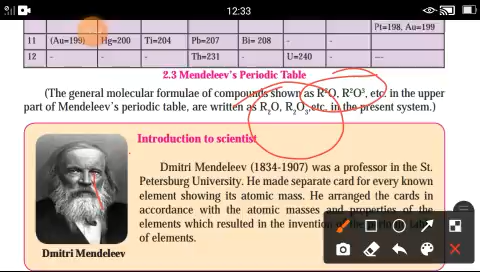 12:33
Pt=198, Au=199
11 (Au=199) Hg=200 Ti=204 Pb=207 Bi= 208 - -
12 - - - Th=231 - U=240 - ----
2.3 Mendeleev's Periodic Table
(The general molecular formulae of compounds shown as R²O, R²O³, etc. in the upper
part of Mendeleev's periodic table, are written as R₂O, R₂O₃, etc. in the present system.)
Introduction to scientist
Dmitri Mendeleev (1834-1907) was a professor in the St.
Petersburg University. He made separate card for every known
element showing its atomic mass. He arranged the cards in
accordance with the atomic masses and properties of the
elements which resulted in the invention of the periodic table
of elements.
Dmitri Mendeleev